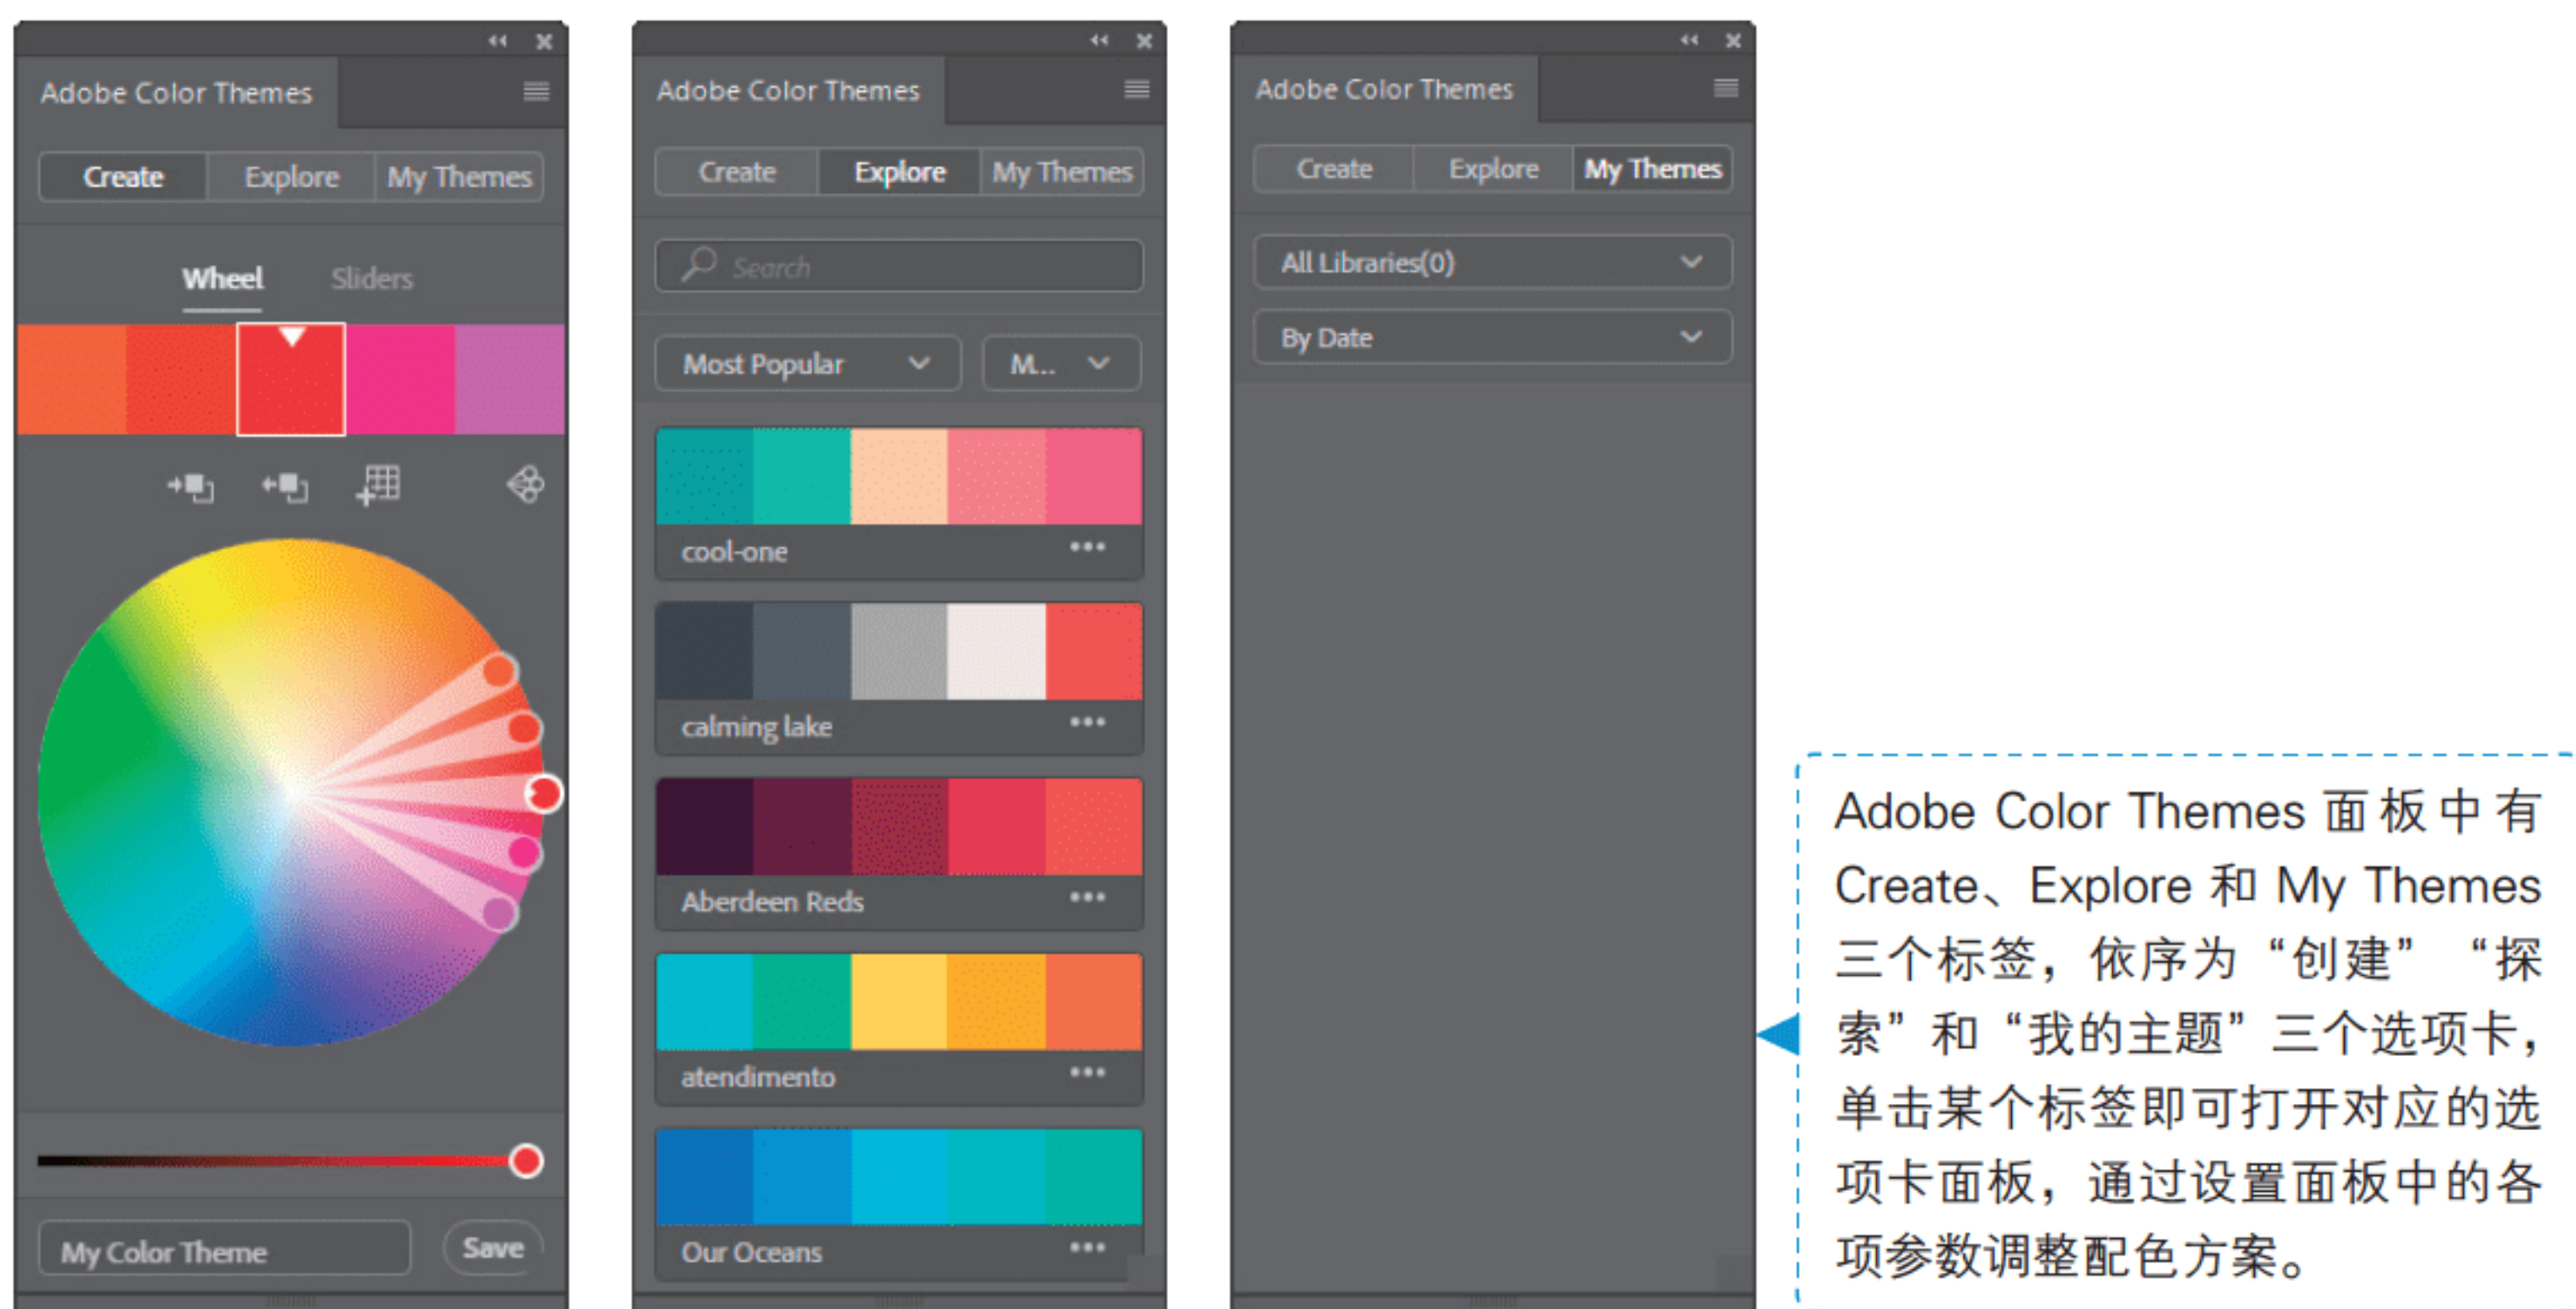 Adobe Color Themes
Create Explore My Themes
Wheel Sliders
My Color Theme Save
Adobe Color Themes
Create Explore My Themes
Search
Most Popular M...
cool-one
calming lake
Aberdeen Reds
atendimento
Our Oceans
Adobe Color Themes
Create Explore My Themes
All Libraries(0)
By Date
Adobe Color Themes 面板中有
Create、Explore 和 My Themes
三个标签，依序为“创建”“探
索”和“我的主题”三个选项卡，
单击某个标签即可打开对应的选
项卡面板，通过设置面板中的各
项参数调整配色方案。